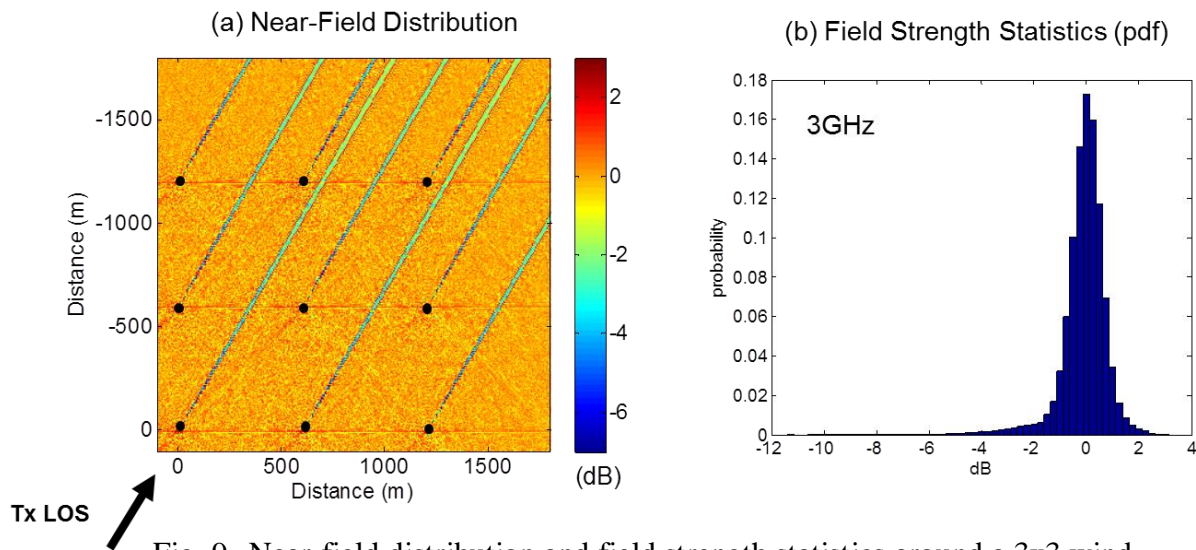 (a) Near-Field Distribution
(b) Field Strength Statistics (pdf)
-1500
-1000
-500
0
Distance (m)
0 500 1000 1500
Distance (m)
2
0
-2
-4
-6
(dB)
Tx LOS
3GHz
0.18
0.16
0.14
0.12
0.1
0.08
0.06
0.04
0.02
0
probability
-12 -10 -8 -6 -4 -2 0 2 4
dB
Fig. 9. Near-field distribution and field strength statistics around a 3x3 wind